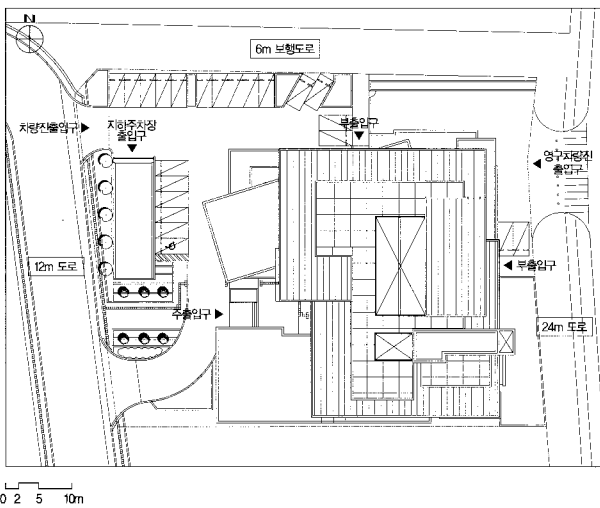 N
6m 보행도로
차량진출입구
지하주차장
출입구
부출입구
영구차량진
출입구
12m 도로
부출입구
주출입구
24m 도로
0 2 5 10m